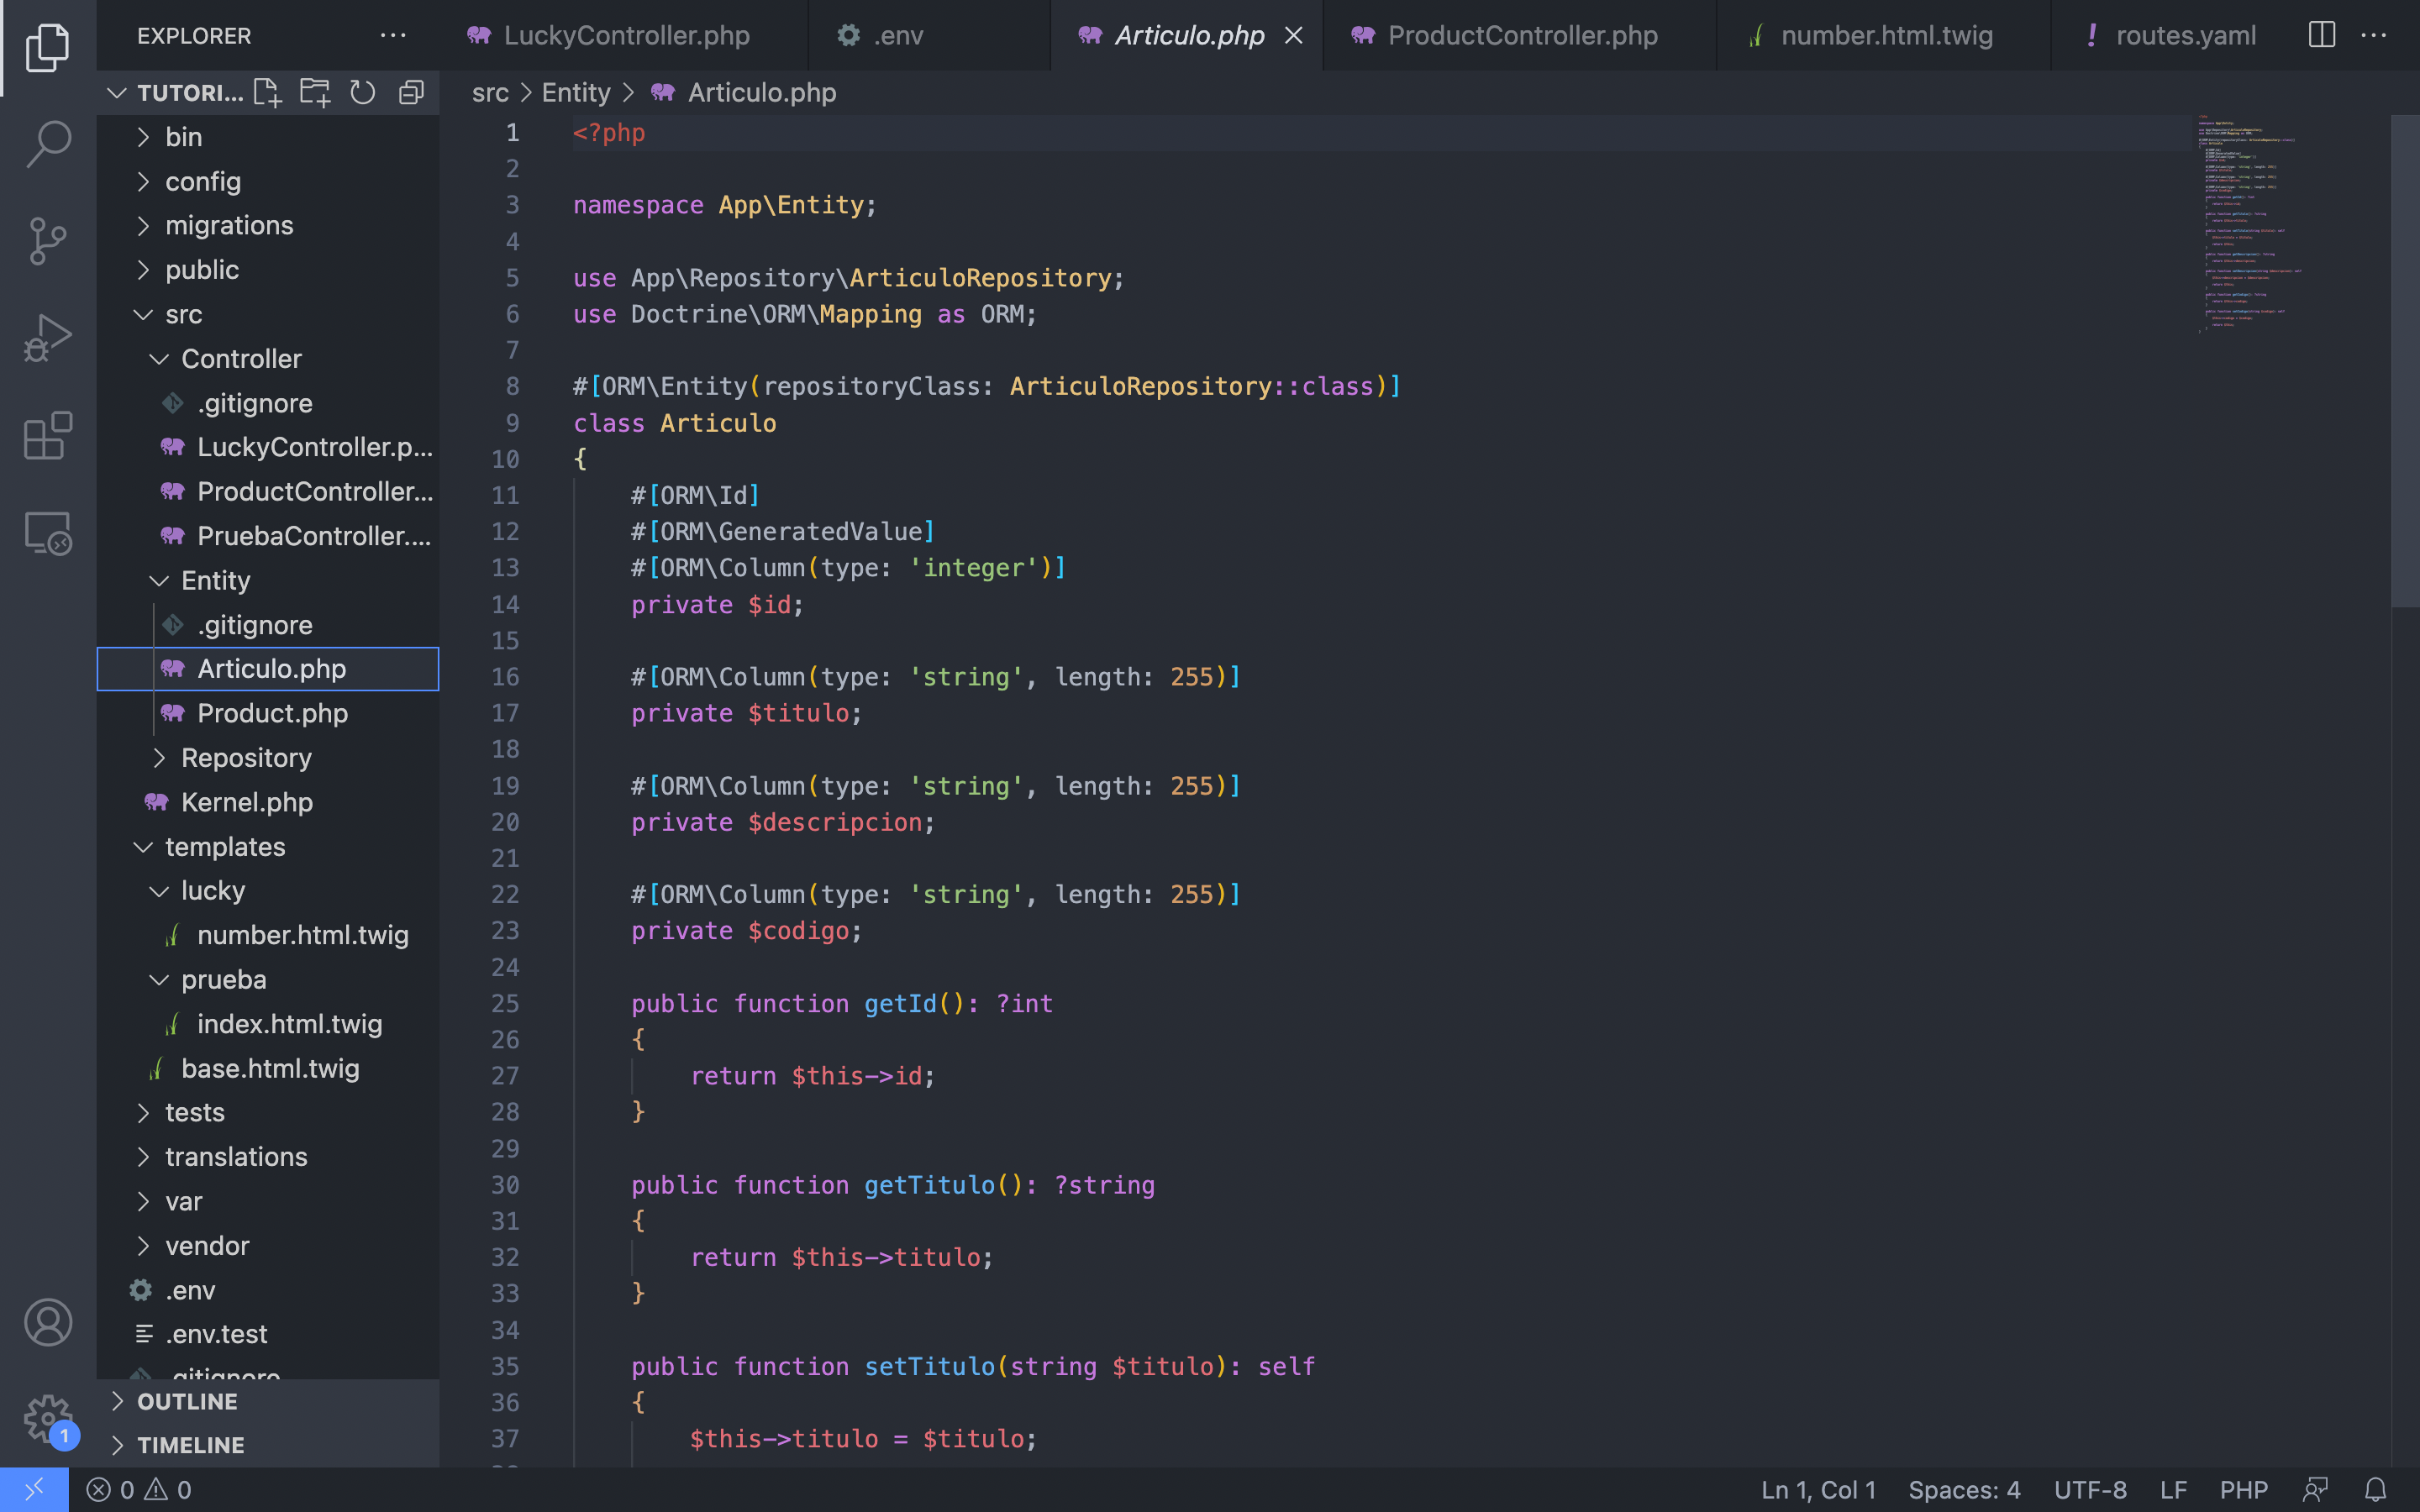 EXPLORER
LuckyController.php
.env
Articulo.php
ProductController.php
number.html.twig
! routes.yaml
TUTORI...
src > Entity > Articulo.php
bin
config
migrations
public
src
Controller
.gitignore
LuckyController.p...
ProductController...
PruebaController....
Entity
.gitignore
Articulo.php
Product.php
Repository
Kernel.php
templates
lucky
number.html.twig
prueba
index.html.twig
base.html.twig
tests
translations
var
vendor
.env
.env.test
.gitignore
OUTLINE
TIMELINE
1
1 <?php
2
3 namespace App\Entity;
4
5 use App\Repository\ArticuloRepository;
6 use Doctrine\ORM\Mapping as ORM;
7
8 #[ORM\Entity(repositoryClass: ArticuloRepository::class)]
9 class Articulo
10 {
11 #[ORM\Id]
12 #[ORM\GeneratedValue]
13 #[ORM\Column(type: 'integer')]
14 private $id;
15
16 #[ORM\Column(type: 'string', length: 255)]
17 private $titulo;
18
19 #[ORM\Column(type: 'string', length: 255)]
20 private $descripcion;
21
22 #[ORM\Column(type: 'string', length: 255)]
23 private $codigo;
24
25 public function getId(): ?int
26 {
27 return $this->id;
28 }
29
30 public function getTitulo(): ?string
31 {
32 return $this->titulo;
33 }
34
35 public function setTitulo(string $titulo): self
36 {
37 $this->titulo = $titulo;
0 0
Ln 1, Col 1
Spaces: 4
UTF-8
LF
PHP